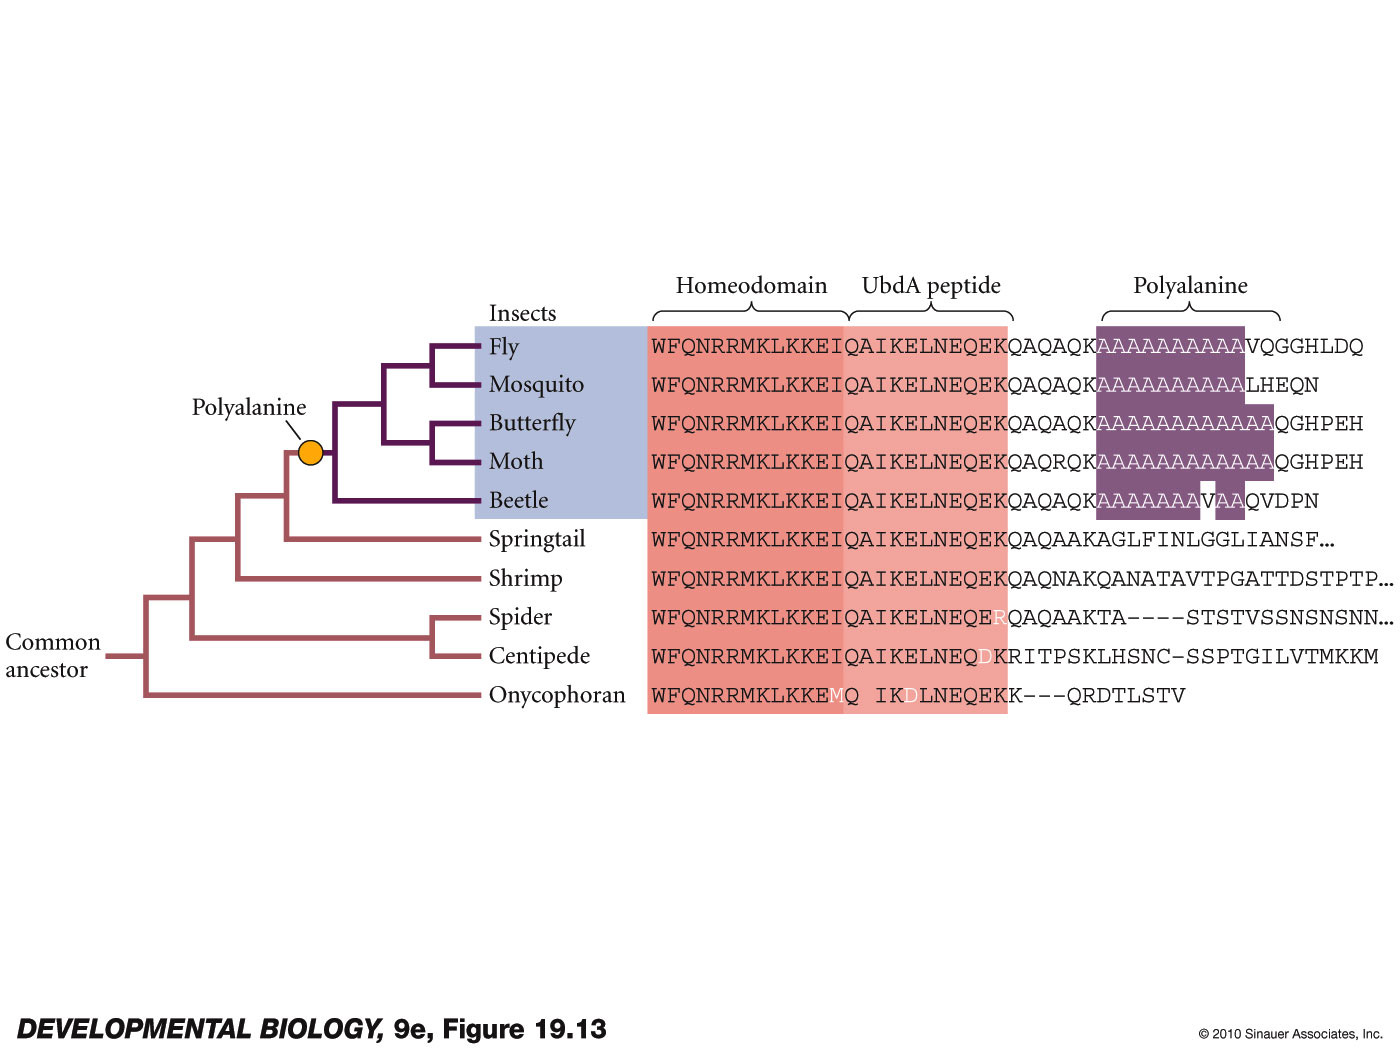 Homeodomain UbdA peptide Polyalanine
Insects
Fly WFQNRRMKLKKEIQAIKELNEQEKQAQAQKAAAAAAAAAAVQGGHLDQ
Mosquito WFQNRRMKLKKEIQAIKELNEQEKQAQAQKAAAAAAAAAALHEQN
Polyalanine
Butterfly WFQNRRMKLKKEIQAIKELNEQEKQAQAQKAAAAAAAAAAAAQGHPEH
Moth WFQNRRMKLKKEIQAIKELNEQEKQAQRQKAAAAAAAAAAAAQGHPEH
Beetle WFQNRRMKLKKEIQAIKELNEQEKQAQAQKAAAAAAAVAAQVDPN
Springtail WFQNRRMKLKKEIQAIKELNEQEKQAQAAKAGLFINLGGLIANSF...
Shrimp WFQNRRMKLKKEIQAIKELNEQEKQAQNAKQANATAVTPGATTDSTPTP...
Spider WFQNRRMKLKKEIQAIKELNEQERQAQAAKTA----STSTVSSNSNSNN...
Common
ancestor
Centipede WFQNRRMKLKKEIQAIKELNEQDKRITPSKLHSNC-SSPTGILVTMKKM
Onycophoran WFQNRRMKLKKEMQ IKDLNEQEKK---QRDTLSTV
DEVELOPMENTAL BIOLOGY, 9e, Figure 19.13
© 2010 Sinauer Associates, Inc.